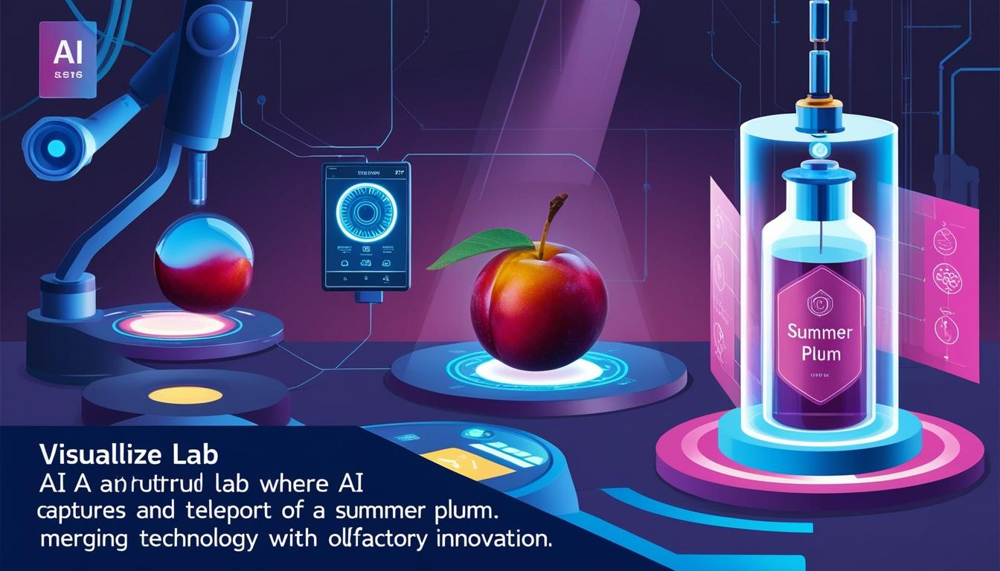 AI
Summer
Plum
Visuallize Lab
AI A lab where AI
captures and teleport of a summer plum.
merging technology with olfactory innovation.